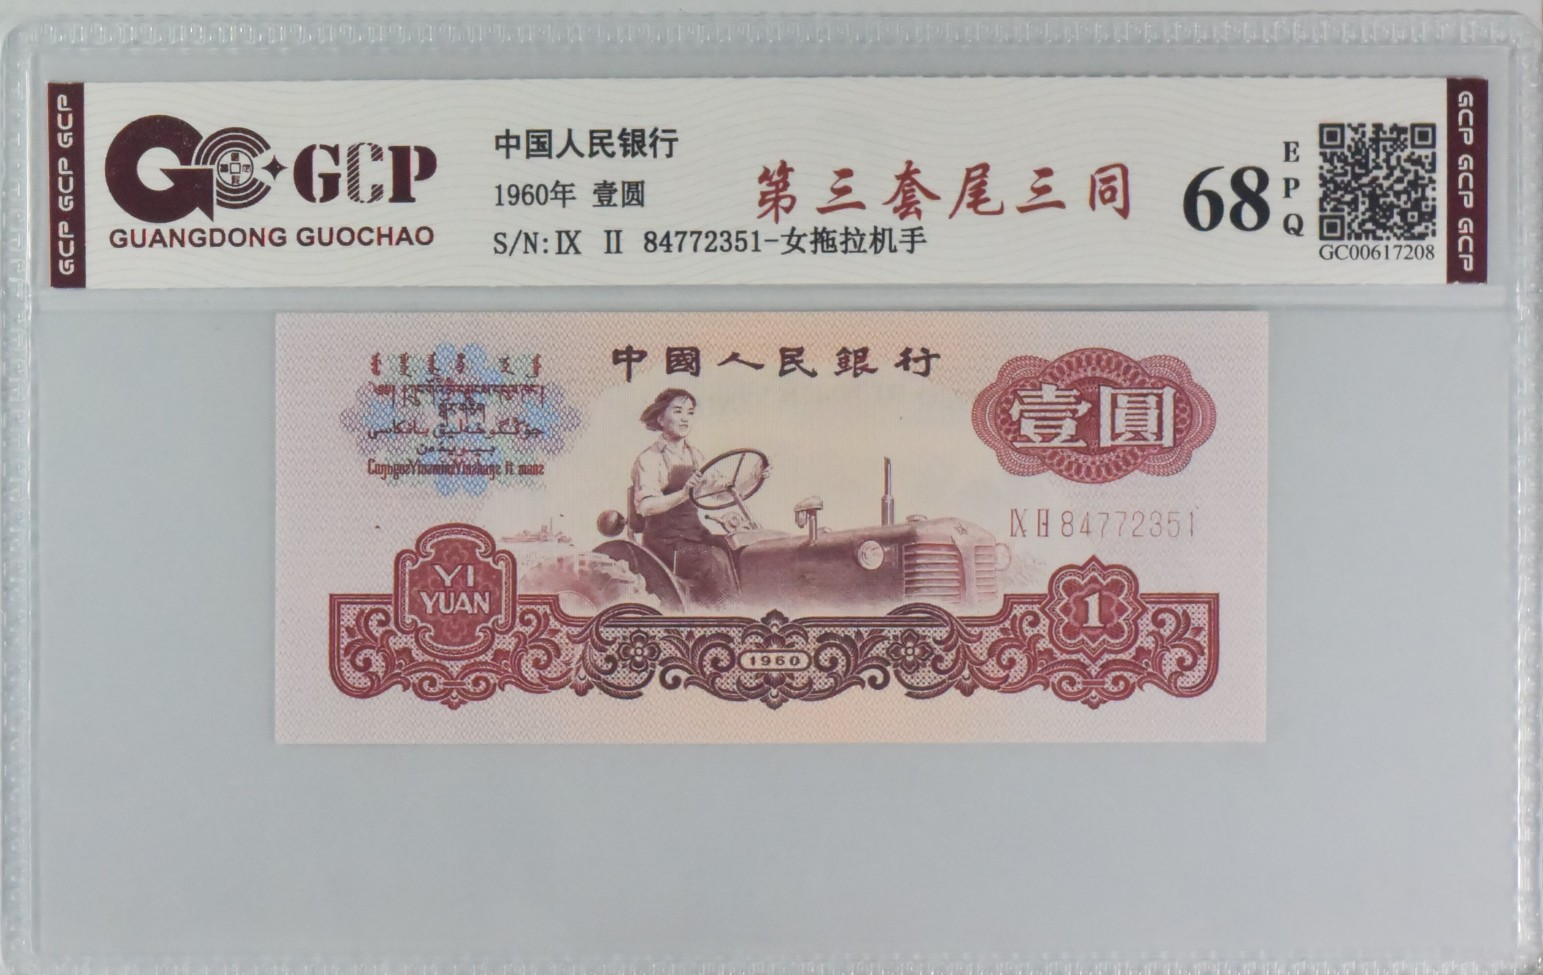 GCP GCP GCP
GCP
GUANGDONG GUOCHAO
中国人民银行
1960年 壹圆
S/N: IX II 84772351-女拖拉机手
第三套尾三同
68
EPQ
GC00617208
GCP GCP GCP
中國人民銀行
壹圓
IX II 84772351
YI
YUAN
1
1960